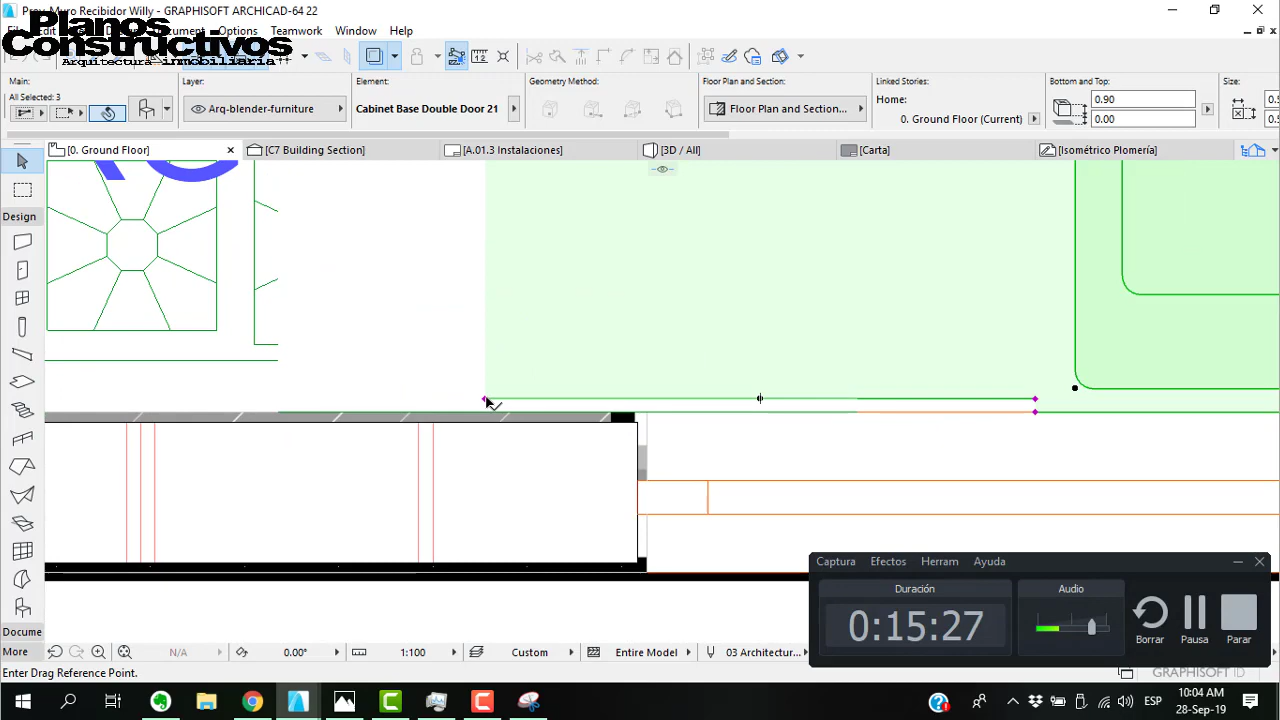 Prov. Muro Recibidor Willy - GRAPHISOFT ARCHICAD-64 22
Planos
Constructivos
Arquitectura inmobiliaria
Options Teamwork Window Help
Main: Layer: Element: Geometry Method: Floor Plan and Section: Linked Stories: Bottom and Top: Size:
All Selected: 3
Arq-blender-furniture
Cabinet Base Double Door 21
Floor Plan and Section...
Home:
0. Ground Floor (Current)
0.90
0.00
[0. Ground Floor] [C7 Building Section] [A.01.3 Instalaciones] [3D / All] [Carta] [Isométrico Plomería]
Design
Captura Efectos Herram Ayuda
Duración
Audio
0:15:27
Borrar Pausa Parar
Docume
More
N/A 0.00° 1:100 Custom Entire Model 03 Architectur...
Enter Drag Reference Point.
GRAPHISOFT ID
ESP
10:04 AM
28-Sep-19